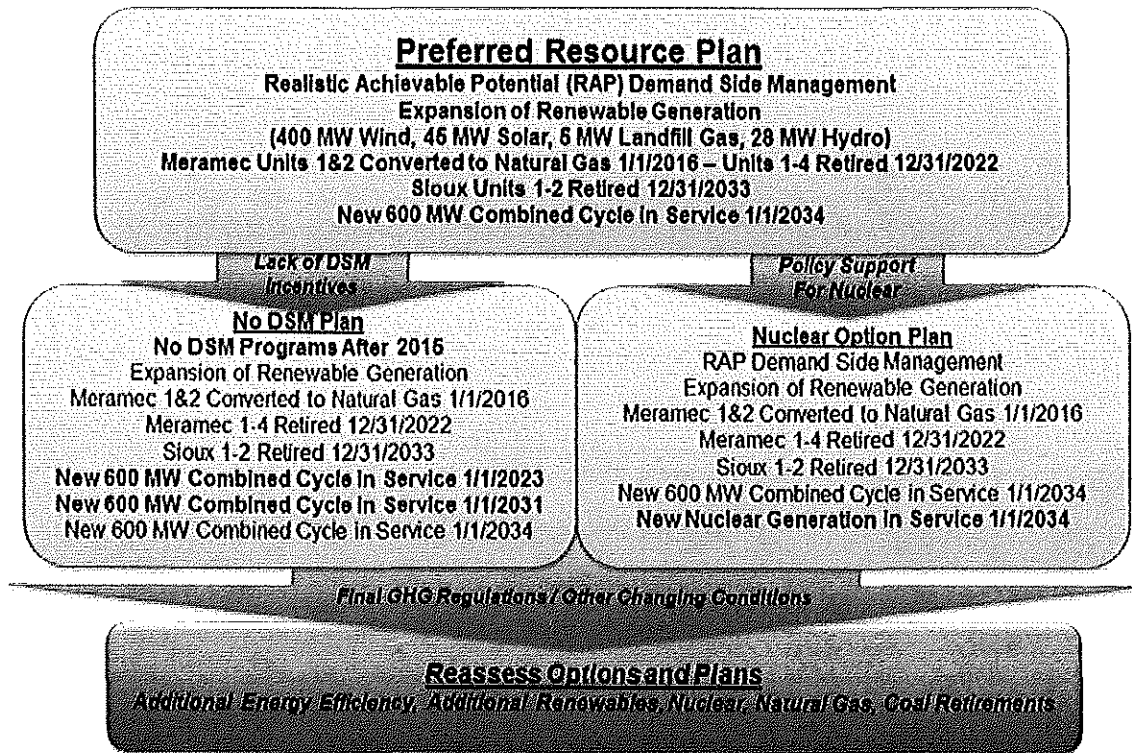 Preferred Resource Plan
Realistic Achievable Potential (RAP) Demand Side Management
Expansion of Renewable Generation
(400 MW Wind, 45 MW Solar, 5 MW Landfill Gas, 28 MW Hydro)
Meramec Units 1&2 Converted to Natural Gas 1/1/2016 – Units 1-4 Retired 12/31/2022
Sioux Units 1-2 Retired 12/31/2033
New 600 MW Combined Cycle in Service 1/1/2034
Lack of DSM
Incentives
Policy Support
For Nuclear
No DSM Plan
No DSM Programs After 2015
Expansion of Renewable Generation
Meramec 1&2 Converted to Natural Gas 1/1/2016
Meramec 1-4 Retired 12/31/2022
Sioux 1-2 Retired 12/31/2033
New 600 MW Combined Cycle in Service 1/1/2023
New 600 MW Combined Cycle in Service 1/1/2031
New 600 MW Combined Cycle in Service 1/1/2034
Nuclear Option Plan
RAP Demand Side Management
Expansion of Renewable Generation
Meramec 1&2 Converted to Natural Gas 1/1/2016
Meramec 1-4 Retired 12/31/2022
Sioux 1-2 Retired 12/31/2033
New 600 MW Combined Cycle in Service 1/1/2034
New Nuclear Generation in Service 1/1/2034
Final GHG Regulations / Other Changing Conditions
Reassess Options and Plans
Additional Energy Efficiency, Additional Renewables, Nuclear, Natural Gas, Coal Retirements